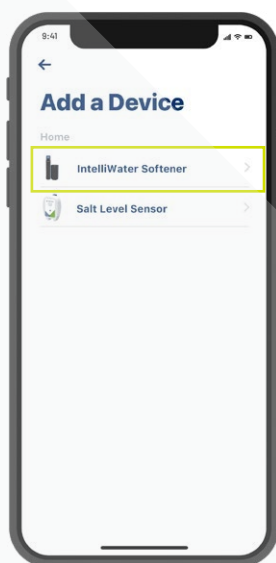 9:41
Add a Device
Home
IntelliWater Softener
Salt Level Sensor